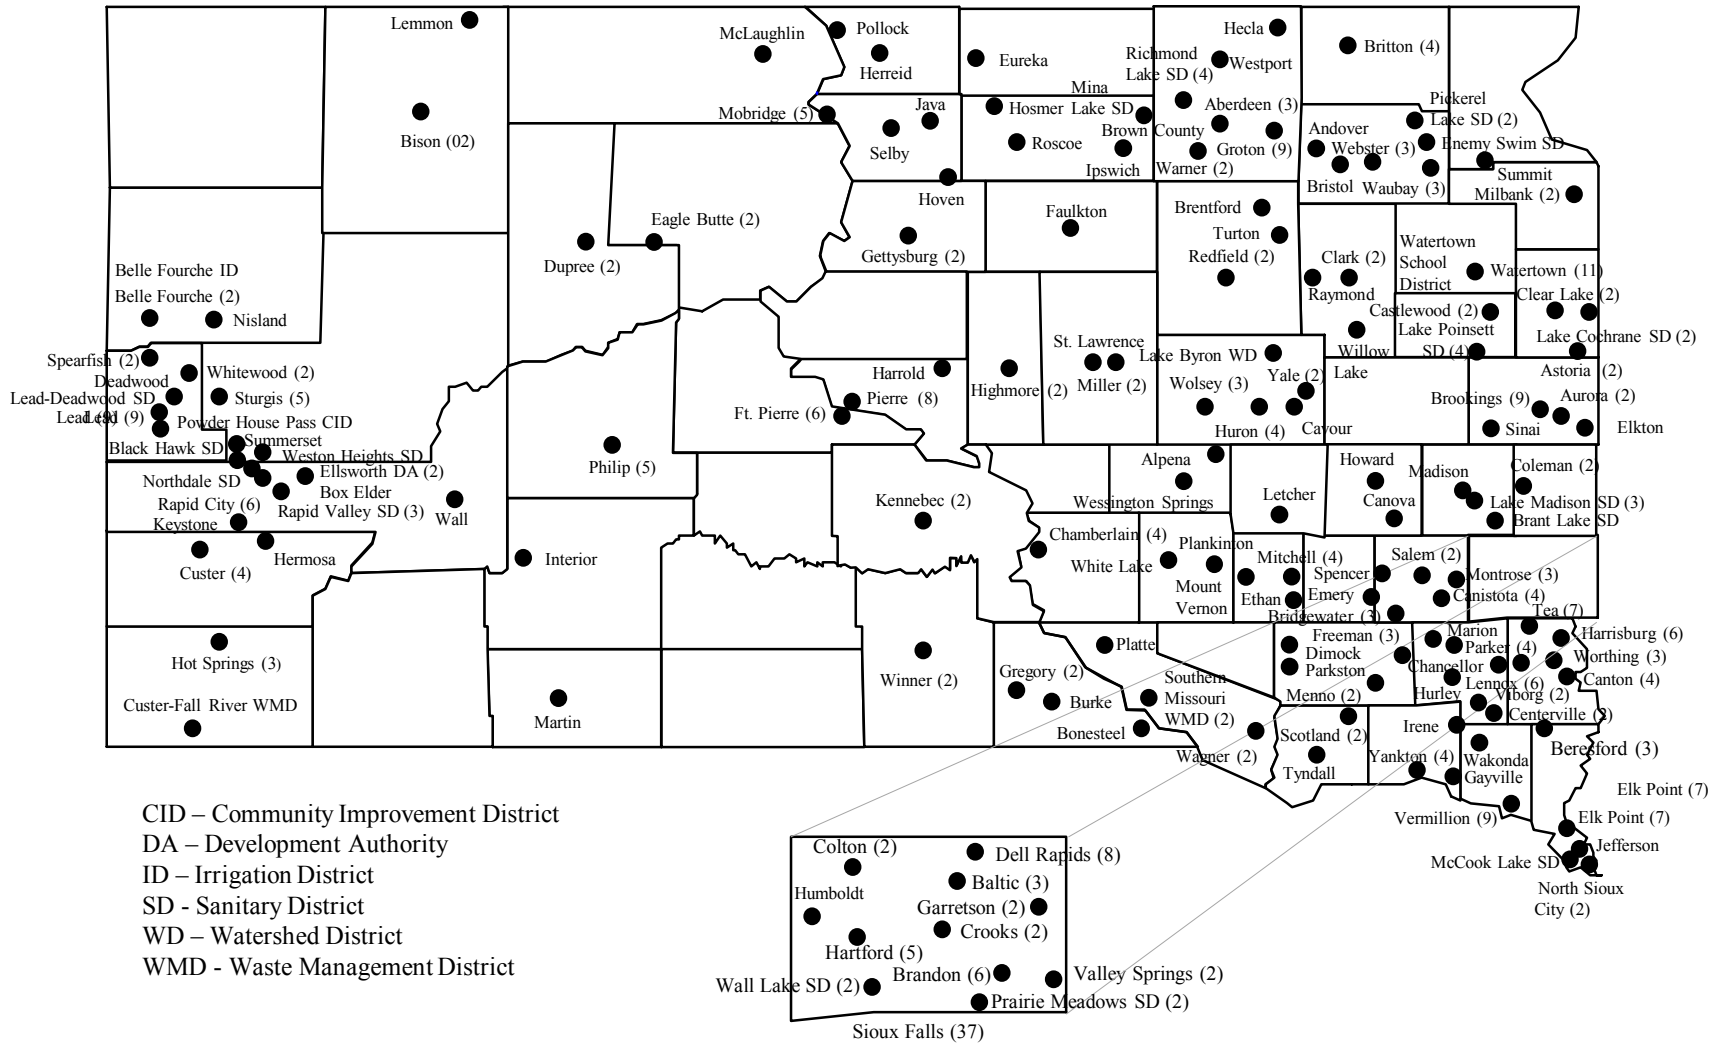 Lemmon
McLaughlin
Pollock
Herreid
Eureka
Hecla
Richmond
Lake SD (4)
Westport
Britton (4)
Bison (02)
Mobridge (5)
Java
Selby
Mina
Hosmer Lake SD
Roscoe
Brown County
Ipswich
Aberdeen (3)
Groton (9)
Warner (2)
Pickerel
Lake SD (2)
Andover
Webster (3)
Enemy Swim SD
Bristol
Waubay (3)
Summit
Milbank (2)
Hoven
Eagle Butte (2)
Dupree (2)
Gettysburg (2)
Faulkton
Brentford
Turton
Redfield (2)
Clark (2)
Raymond
Watertown
School
District
Watertown (11)
Belle Fourche ID
Belle Fourche (2)
Nisland
Castlewood (2)
Clear Lake (2)
Willow
Lake
Lake Poinsett
SD (4)
Lake Cochrane SD (2)
Spearfish (2)
Deadwood
Whitewood (2)
Lead-Deadwood SD
Sturgis (5)
Lead (9)
Lead (9)
Powder House Pass CID
Black Hawk SD
Summerset
Weston Heights SD
Northdale SD
Ellsworth DA (2)
Box Elder
Rapid City (6)
Rapid Valley SD (3)
Keystone
Wall
Philip (5)
Harrold
Pierre (8)
Ft. Pierre (6)
Highmore (2)
St. Lawrence
Miller (2)
Lake Byron WD
Wolsey (3)
Yale (2)
Huron (4)
Cavour
Astoria (2)
Brookings (9)
Aurora (2)
Sinai
Elkton
Kennebec (2)
Alpena
Wessington Springs
Letcher
Howard
Canova
Madison
Coleman (2)
Lake Madison SD (3)
Brant Lake SD
Custer (4)
Hermosa
Interior
Chamberlain (4)
White Lake
Plankinton
Mount
Vernon
Mitchell (4)
Ethan
Spencer
Emery
Bridgewater (3)
Salem (2)
Montrose (3)
Canistota (4)
Tea (7)
Hot Springs (3)
Custer-Fall River WMD
Martin
Winner (2)
Gregory (2)
Burke
Bonesteel
Platte
Southern
Missouri
WMD (2)
Wagner (2)
Freeman (3)
Dimock
Parkston
Menno (2)
Marion
Parker (4)
Chancellor
Lennox (6)
Hurley
Viborg (2)
Centerville (2)
Harrisburg (6)
Worthing (3)
Canton (4)
Scotland (2)
Tyndall
Irene
Yankton (4)
Wakonda
Gayville
Vermillion (9)
Beresford (3)
Elk Point (7)
Elk Point (7)
Jefferson
McCook Lake SD
North Sioux
City (2)
CID – Community Improvement District
DA – Development Authority
ID – Irrigation District
SD - Sanitary District
WD – Watershed District
WMD - Waste Management District
Colton (2)
Dell Rapids (8)
Humboldt
Baltic (3)
Garretson (2)
Crooks (2)
Hartford (5)
Brandon (6)
Valley Springs (2)
Wall Lake SD (2)
Prairie Meadows SD (2)
Sioux Falls (37)